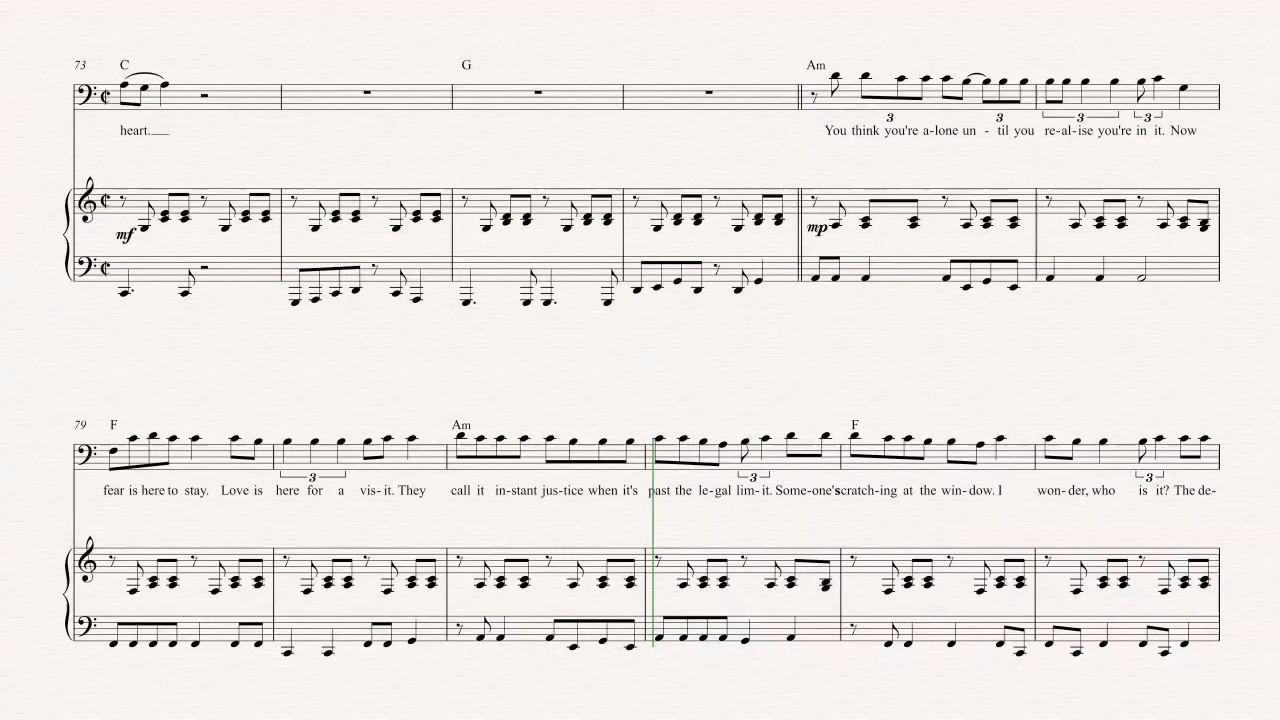 73 C G Am
heart. You think you're a-lone un - til you re-al-ise you're in it. Now
3 3 3 3
mf mp
79 F Am F
3 3 3
fear is here to stay. Love is here for a vis-it. They call it in-stant jus-tice when it's past the le-gal lim-it. Some-one's scratch-ing at the win-dow. I won-der, who is it? The de-